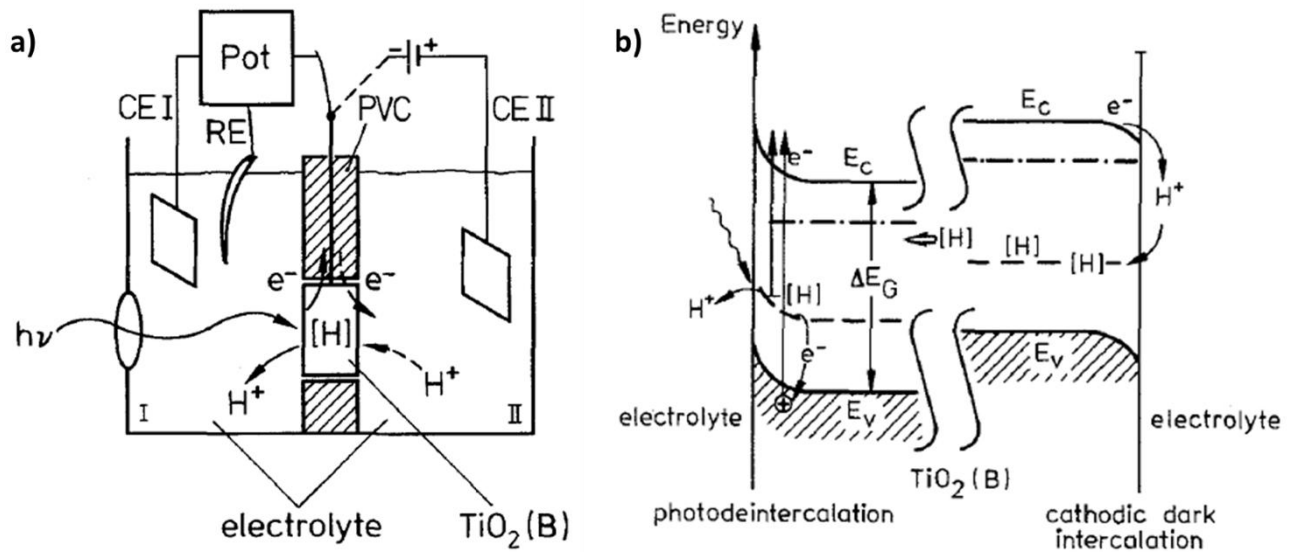 a)
Pot
CE I
RE
PVC
CE II
- +
e⁻ e⁻
hν
[H]
H⁺
H⁺
I
II
electrolyte
TiO₂(B)
b)
Energy
E_C
e⁻
e⁻
E_C
H⁺
[H]
[H]
[H]
ΔE_G
H⁺
[H]
e⁻
⊕
E_V
E_V
electrolyte
electrolyte
TiO₂(B)
photodeintercalation
cathodic dark
intercalation